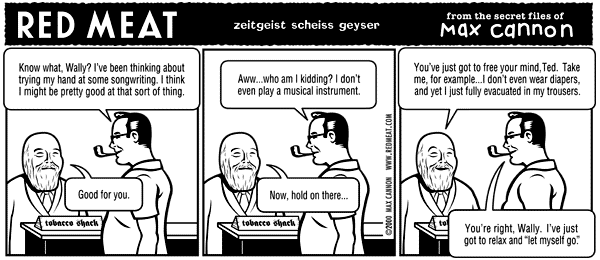 RED MEAT
zeitgeist scheiss geyser
from the secret files of
Max Cannon
Know what, Wally? I've been thinking about
trying my hand at some songwriting. I think
I might be pretty good at that sort of thing.
Good for you.
tobacco shack
Aww...who am I kidding? I don't
even play a musical instrument.
Now, hold on there...
tobacco shack
©2000 MAX CANNON WWW.REDMEAT.COM
You've just got to free your mind,Ted. Take
me, for example...I don't even wear diapers,
and yet I just fully evacuated in my trousers.
You're right, Wally. I've just
got to relax and “let myself go.”